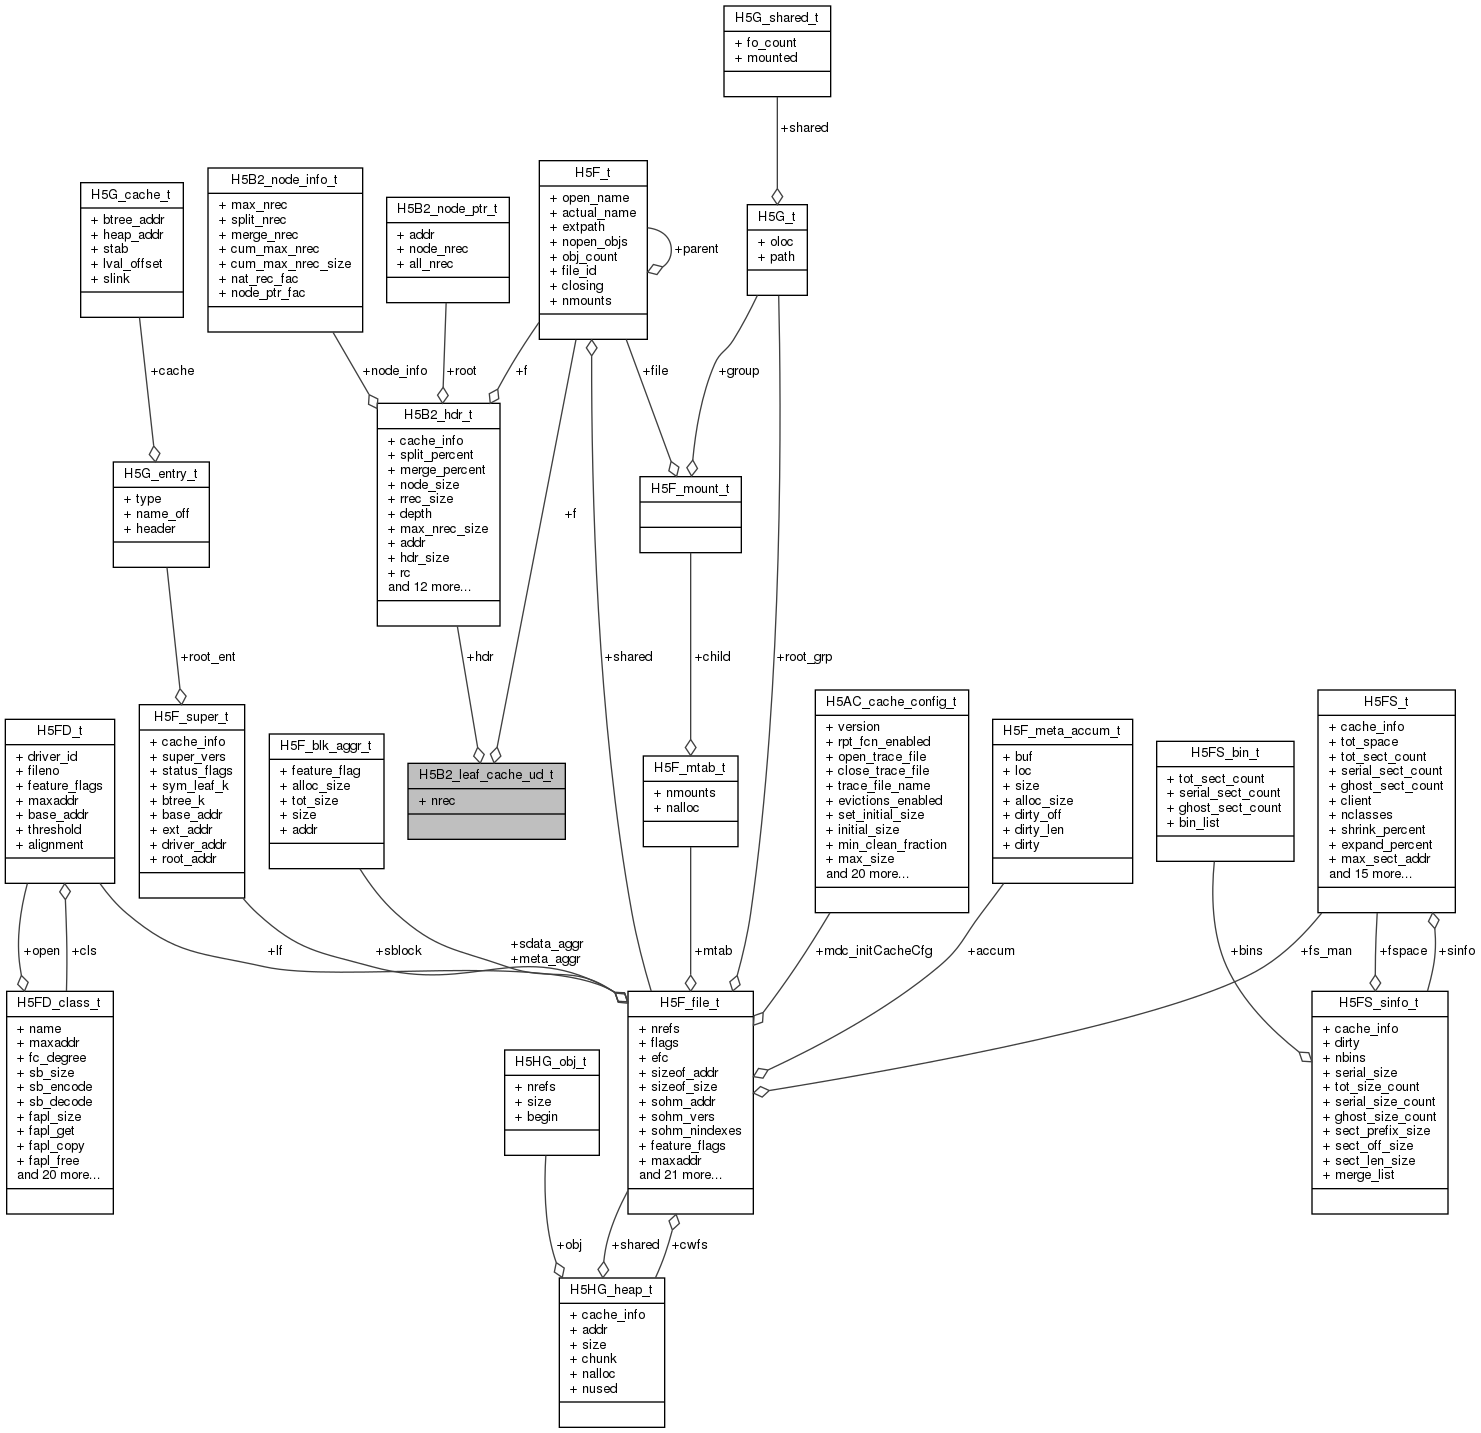 H5G_shared_t
+ fo_count
+ mounted
+shared
H5F_t
+ open_name
+ actual_name
+ extpath
+ nopen_objs
+ obj_count
+ file_id
+ closing
+ nmounts
+parent
H5B2_node_info_t
+ max_nrec
+ split_nrec
+ merge_nrec
+ cum_max_nrec
+ cum_max_nrec_size
+ nat_rec_fac
+ node_ptr_fac
H5G_cache_t
+ btree_addr
+ heap_addr
+ stab
+ lval_offset
+ slink
H5B2_node_ptr_t
+ addr
+ node_nrec
+ all_nrec
H5G_t
+ oloc
+ path
+cache
+node_info
+root
+f
+file
+group
H5B2_hdr_t
+ cache_info
+ split_percent
+ merge_percent
+ node_size
+ rrec_size
+ depth
+ max_nrec_size
+ addr
+ hdr_size
+ rc
and 12 more...
H5G_entry_t
+ type
+ name_off
+ header
+f
H5F_mount_t
+root_ent
+hdr
+shared
+child
+root_grp
H5FD_t
+ driver_id
+ fileno
+ feature_flags
+ maxaddr
+ base_addr
+ threshold
+ alignment
H5F_super_t
+ cache_info
+ super_vers
+ status_flags
+ sym_leaf_k
+ btree_k
+ base_addr
+ ext_addr
+ driver_addr
+ root_addr
H5F_blk_aggr_t
+ feature_flag
+ alloc_size
+ tot_size
+ size
+ addr
H5B2_leaf_cache_ud_t
+ nrec
H5F_mtab_t
+ nmounts
+ nalloc
H5AC_cache_config_t
+ version
+ rpt_fcn_enabled
+ open_trace_file
+ close_trace_file
+ trace_file_name
+ evictions_enabled
+ set_initial_size
+ initial_size
+ min_clean_fraction
+ max_size
and 20 more...
H5F_meta_accum_t
+ buf
+ loc
+ size
+ alloc_size
+ dirty_off
+ dirty_len
+ dirty
H5FS_bin_t
+ tot_sect_count
+ serial_sect_count
+ ghost_sect_count
+ bin_list
H5FS_t
+ cache_info
+ tot_space
+ tot_sect_count
+ serial_sect_count
+ ghost_sect_count
+ client
+ nclasses
+ shrink_percent
+ expand_percent
+ max_sect_addr
and 15 more...
+open
+cls
+lf
+sblock
+sdata_aggr
+meta_aggr
+mtab
+mdc_initCacheCfg
+accum
+bins
+fs_man
+fspace
+sinfo
H5FD_class_t
+ name
+ maxaddr
+ fc_degree
+ sb_size
+ sb_encode
+ sb_decode
+ fapl_size
+ fapl_get
+ fapl_copy
+ fapl_free
and 20 more...
H5F_file_t
+ nrefs
+ flags
+ efc
+ sizeof_addr
+ sizeof_size
+ sohm_addr
+ sohm_vers
+ sohm_nindexes
+ feature_flags
+ maxaddr
and 21 more...
H5FS_sinfo_t
+ cache_info
+ dirty
+ nbins
+ serial_size
+ tot_size_count
+ serial_size_count
+ ghost_size_count
+ sect_prefix_size
+ sect_off_size
+ sect_len_size
+ merge_list
H5HG_obj_t
+ nrefs
+ size
+ begin
+obj
+shared
+cwfs
H5HG_heap_t
+ cache_info
+ addr
+ size
+ chunk
+ nalloc
+ nused